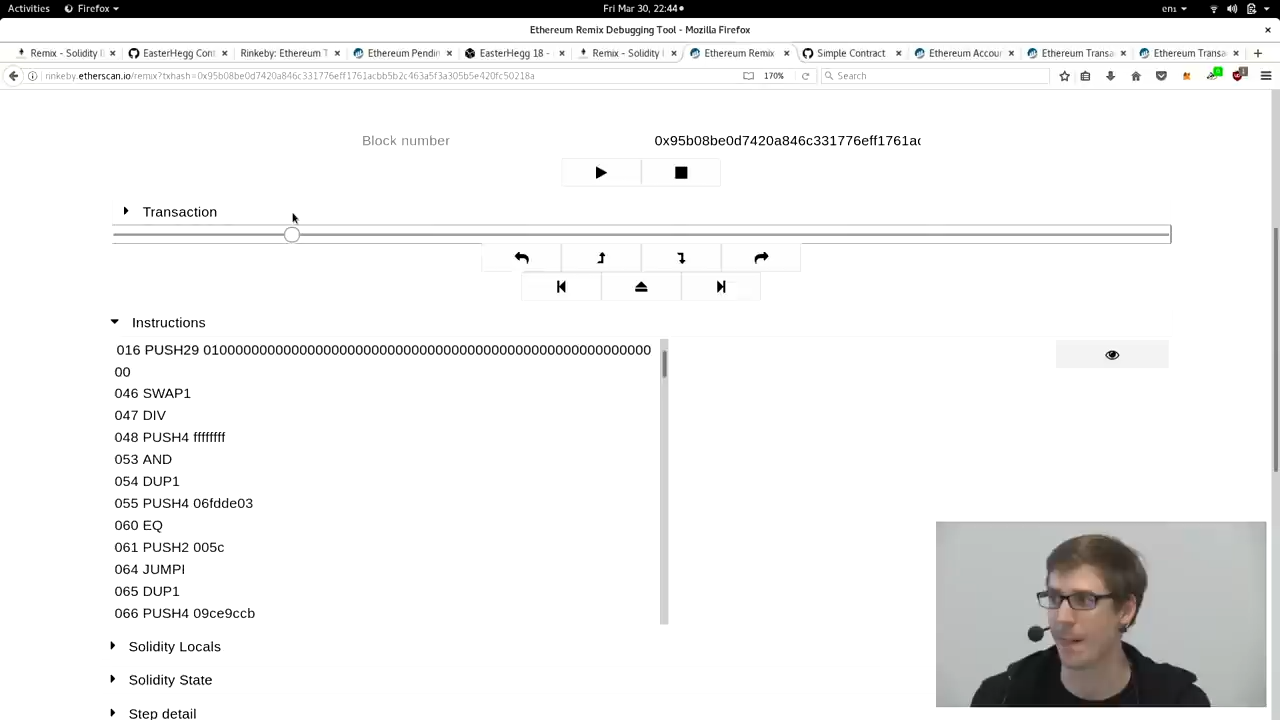 Activities Firefox Fri Mar 30, 22:44 en1
Ethereum Remix Debugging Tool - Mozilla Firefox
Remix - Solidity I EasterHegg Cont Rinkeby: Ethereum T Ethereum Pendin EasterHegg 18 - Remix - Solidity I Ethereum Remix Simple Contract Ethereum Accou Ethereum Transa Ethereum Transa
rinkeby.etherscan.io/remix?txhash=0x95b08be0d7420a846c331776eff1761acbb5b2c463a5f3a305b5e420fc50218a 170% Search
Block number 0x95b08be0d7420a846c331776eff1761ac
Transaction
Instructions
016 PUSH29 0100000000000000000000000000000000000000000000000000000000
00
046 SWAP1
047 DIV
048 PUSH4 ffffffff
053 AND
054 DUP1
055 PUSH4 06fdde03
060 EQ
061 PUSH2 005c
064 JUMPI
065 DUP1
066 PUSH4 09ce9ccb
Solidity Locals
Solidity State
Step detail